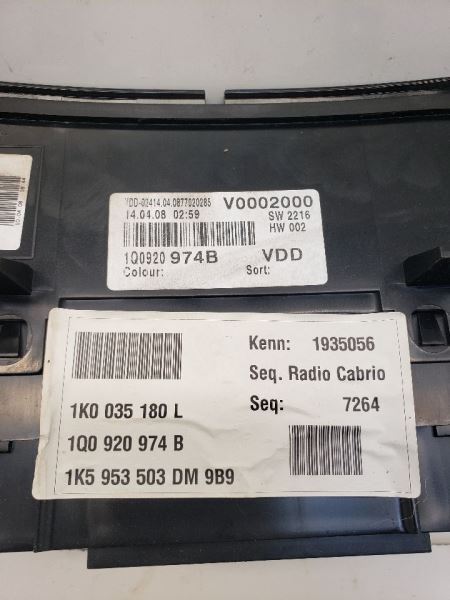 VDD-03414.04.0877020285 V0002000
14.04.08 02:59 SW 2216
HW 002
1Q0920 974B VDD
Colour: Sort:
Kenn: 1935056
Seq. Radio Cabrio
Seq: 7264
1K0 035 180 L
1Q0 920 974 B
1K5 953 503 DM 9B9